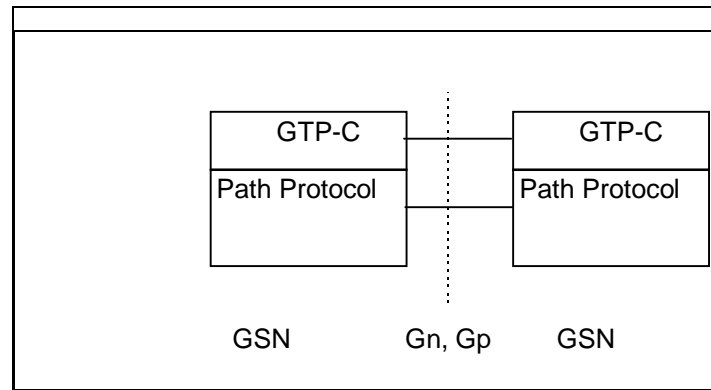 GTP-C GTP-C
Path Protocol Path Protocol
GSN Gn, Gp GSN